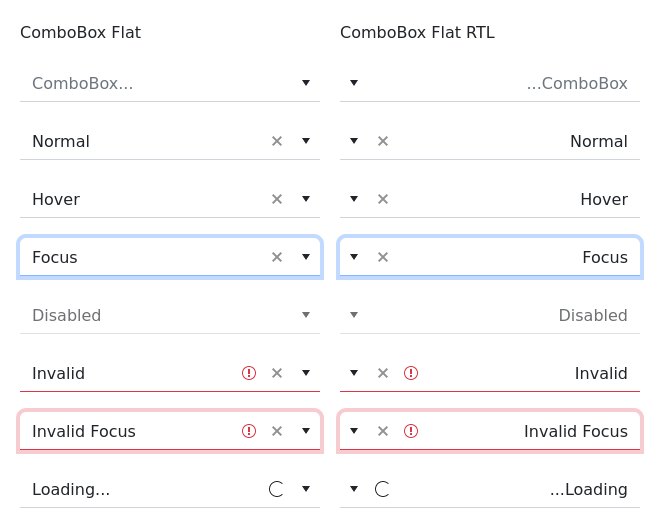 ComboBox Flat
ComboBox...
Normal
Hover
Focus
Disabled
Invalid
Invalid Focus
Loading...
ComboBox Flat RTL
...ComboBox
Normal
Hover
Focus
Disabled
Invalid
Invalid Focus
...Loading